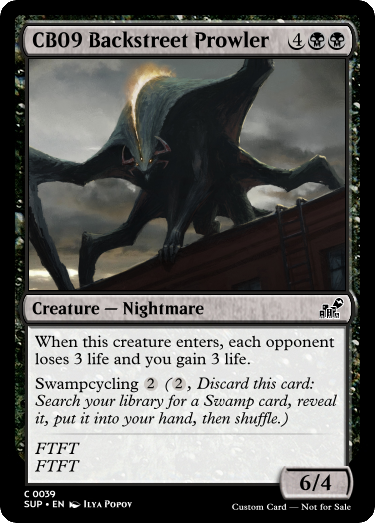 CB09 Backstreet Prowler 4
Creature — Nightmare
When this creature enters, each opponent
loses 3 life and you gain 3 life.
Swampcycling 2 (2, Discard this card:
Search your library for a Swamp card, reveal
it, put it into your hand, then shuffle.)
FTFT
FTFT
6/4
C 0039
SUP • EN Ilya Popov
Custom Card — Not for Sale